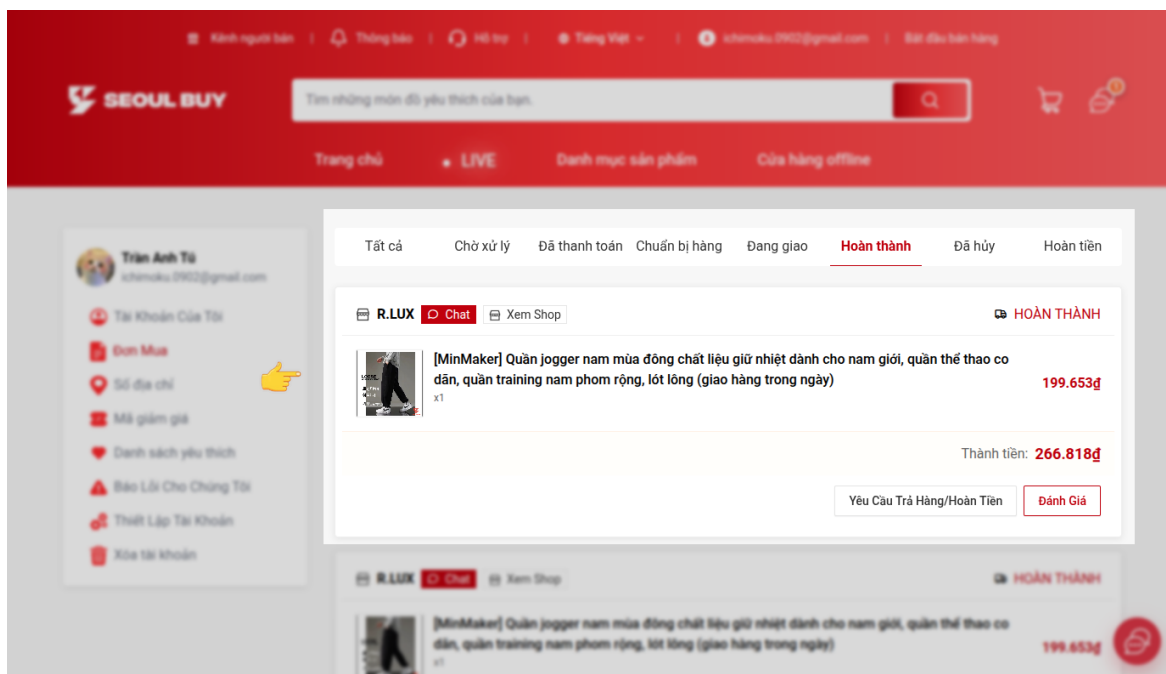 Kênh người bán
Thông báo
Hỗ trợ
Tiếng Việt
ichimoku.0902@gmail.com
Bắt đầu bán hàng
SEOUL BUY
Tìm những món đồ yêu thích của bạn.
Trang chủ
LIVE
Danh mục sản phẩm
Cửa hàng offline
Trần Anh Tú
ichimoku.0902@gmail.com
Tài Khoản Của Tôi
Đơn Mua
Sổ địa chỉ
Mã giảm giá
Danh sách yêu thích
Báo Lỗi Cho Chúng Tôi
Thiết Lập Tài Khoản
Xóa tài khoản
Tất cả
Chờ xử lý
Đã thanh toán
Chuẩn bị hàng
Đang giao
Hoàn thành
Đã hủy
Hoàn tiền
R.LUX
Chat
Xem Shop
HOÀN THÀNH
[MinMaker] Quần jogger nam mùa đông chất liệu giữ nhiệt dành cho nam giới, quần thể thao co
dãn, quần training nam phom rộng, lót lông (giao hàng trong ngày)
x1
199.653₫
Thành tiền: 266.818₫
Yêu Cầu Trả Hàng/Hoàn Tiền
Đánh Giá
R.LUX
Chat
Xem Shop
HOÀN THÀNH
[MinMaker] Quần jogger nam mùa đông chất liệu giữ nhiệt dành cho nam giới, quần thể thao co
dãn, quần training nam phom rộng, lót lông (giao hàng trong ngày)
x1
199.653₫